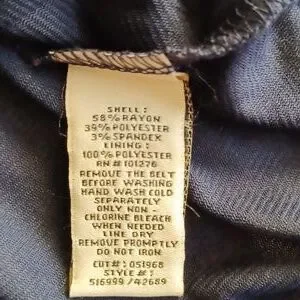 SHELL:
58% RAYON
39% POLYESTER
3% SPANDEX
LINING:
100% POLYESTER
RN #101276
REMOVE THE BELT
BEFORE WASHING
HAND WASH COLD
SEPARATELY
ONLY NON-
CHLORINE BLEACH
WHEN NEEDED
LINE DRY
REMOVE PROMPTLY
DO NOT IRON
CUT#: 051968
STYLE #:
516999/42689